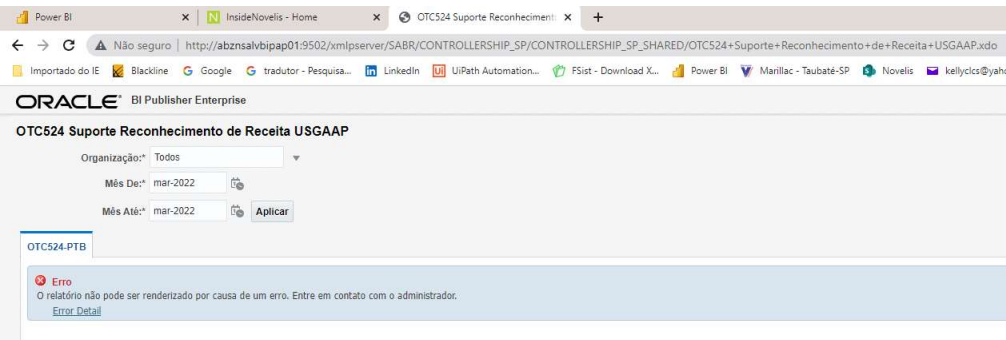 Power BI
InsideNovelis - Home
OTC524 Suporte Reconhecimento
Não seguro | http://abznsalvbipap01:9502/xmlpserver/SABR/CONTROLLERSHIP_SP/CONTROLLERSHIP_SP_SHARED/OTC524+Suporte+Reconhecimento+de+Receita+USGAAP.xdo
Importado do IE Blackline Google tradutor - Pesquisa... LinkedIn UiPath Automation... FSist - Download X... Power BI Marillac - Taubaté-SP Novelis kellyclcs@yaho
ORACLE BI Publisher Enterprise
OTC524 Suporte Reconhecimento de Receita USGAAP
Organização:* Todos
Mês De:* mar-2022
Mês Até:* mar-2022 Aplicar
OTC524-PTB
Erro
O relatório não pode ser renderizado por causa de um erro. Entre em contato com o administrador.
Error Detail